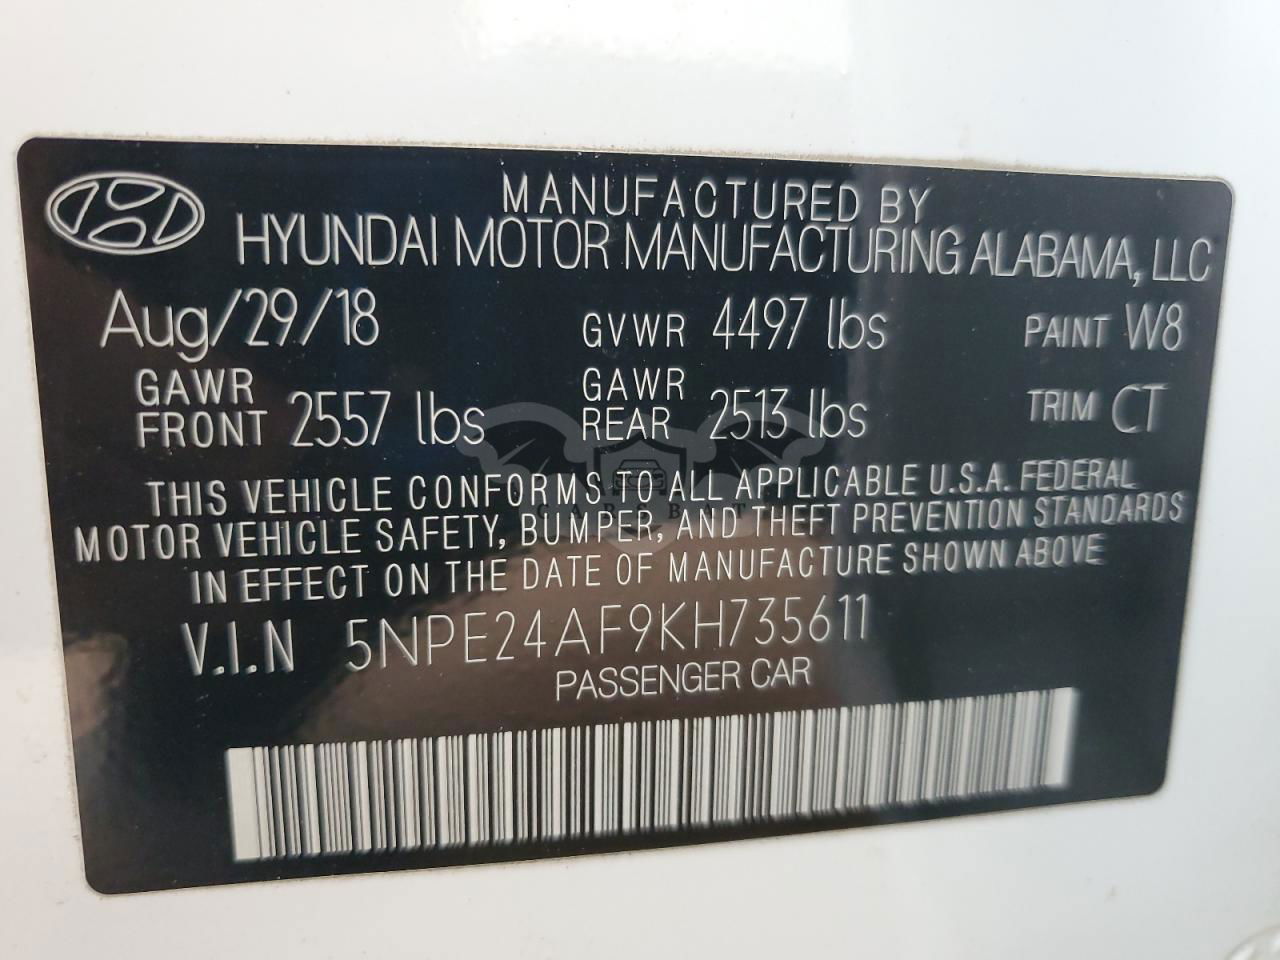 MANUFACTURED BY
HYUNDAI MOTOR MANUFACTURING ALABAMA, LLC
Aug/29/18 GVWR 4497 lbs PAINT W8
GAWR FRONT 2557 lbs GAWR REAR 2513 lbs TRIM CT
THIS VEHICLE CONFORMS TO ALL APPLICABLE U.S.A. FEDERAL
MOTOR VEHICLE SAFETY, BUMPER, AND THEFT PREVENTION STANDARDS
IN EFFECT ON THE DATE OF MANUFACTURE SHOWN ABOVE
V.I.N 5NPE24AF9KH735611
PASSENGER CAR
CARSBAT